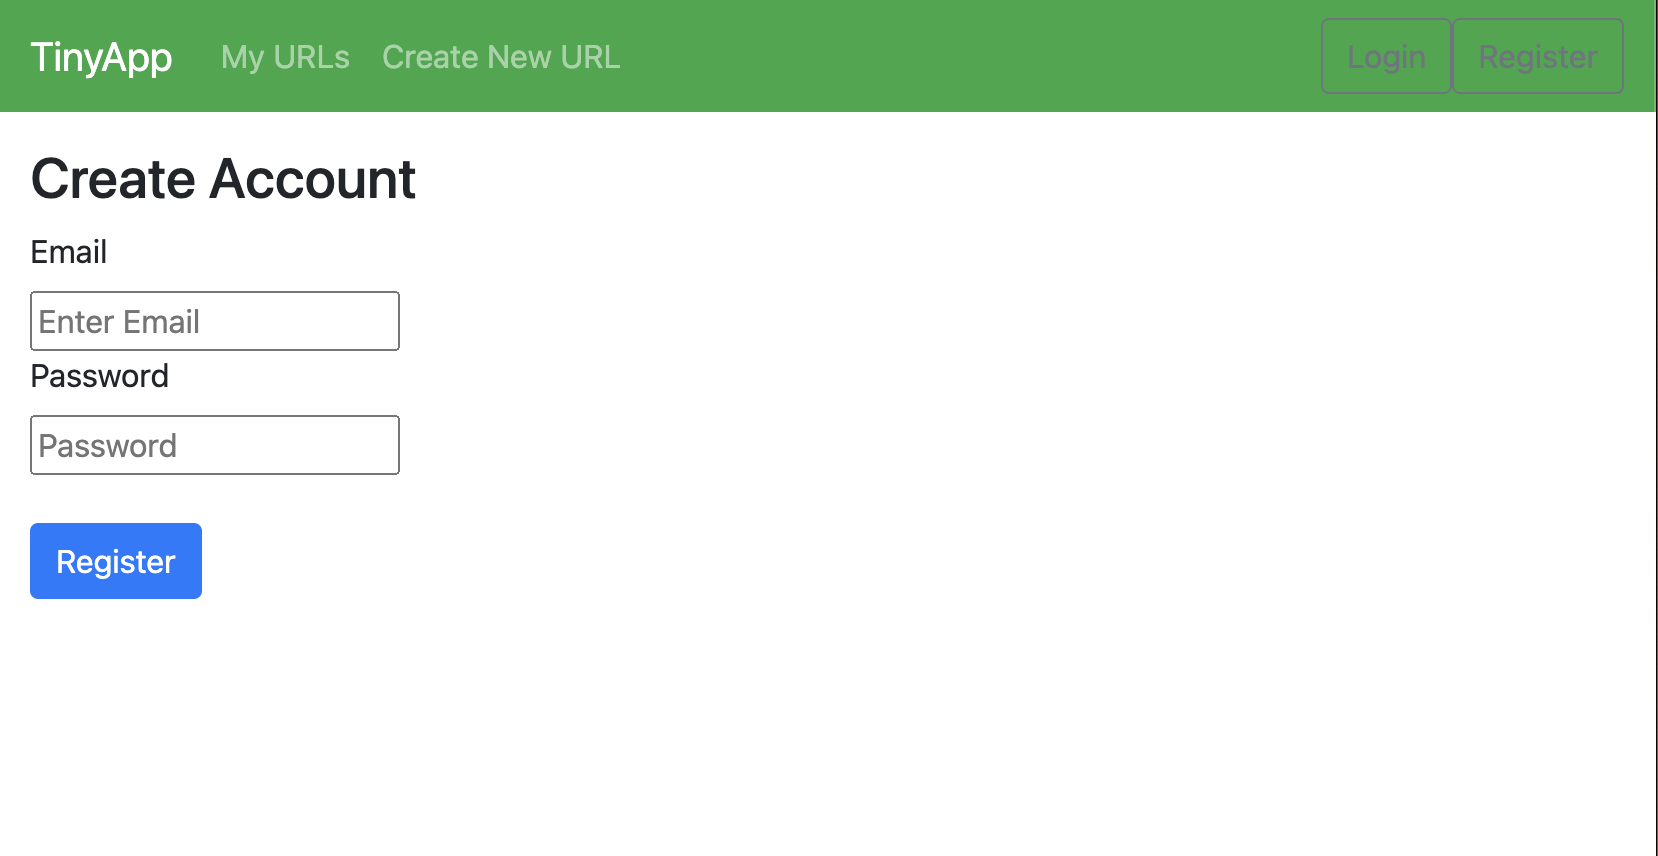 TinyApp My URLs Create New URL Login Register
Create Account
Email
Enter Email
Password
Password
Register